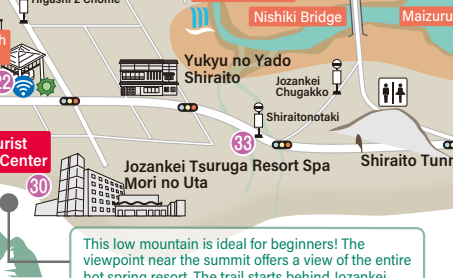 Higashi 2 Chome
Nishiki Bridge
Maizuru
22
Yukyu no Yado
Shiraito
Jozankei
Chugakko
Shiraitonotaki
33
urist
Center
30
Jozankei Tsuruga Resort Spa
Mori no Uta
Shiraito Tunn
This low mountain is ideal for beginners! The
viewpoint near the summit offers a view of the entire
hot spring resort. The trail starts behind Jozankei